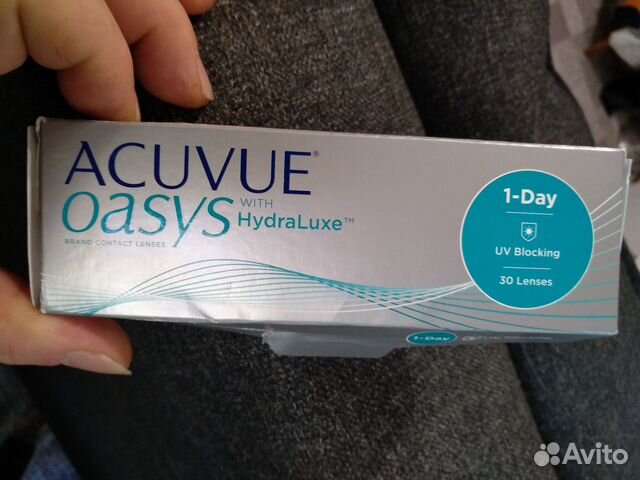 ACUVUE®
oasys WITH HydraLuxe™
BRAND CONTACT LENSES
1-Day
UV Blocking
30 Lenses
1-Day
Avito